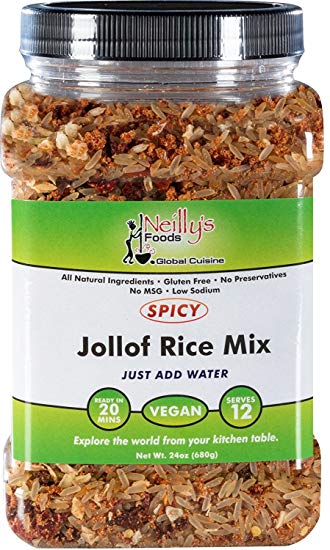 Neilly's
Foods
Global Cuisine
All Natural Ingredients • Gluten Free • No Preservatives
No MSG • Low Sodium
SPICY
Jollof Rice Mix
JUST ADD WATER
READY IN
20
MINS
VEGAN
SERVES
12
Explore the world from your kitchen table.
Net Wt. 24oz (680g)